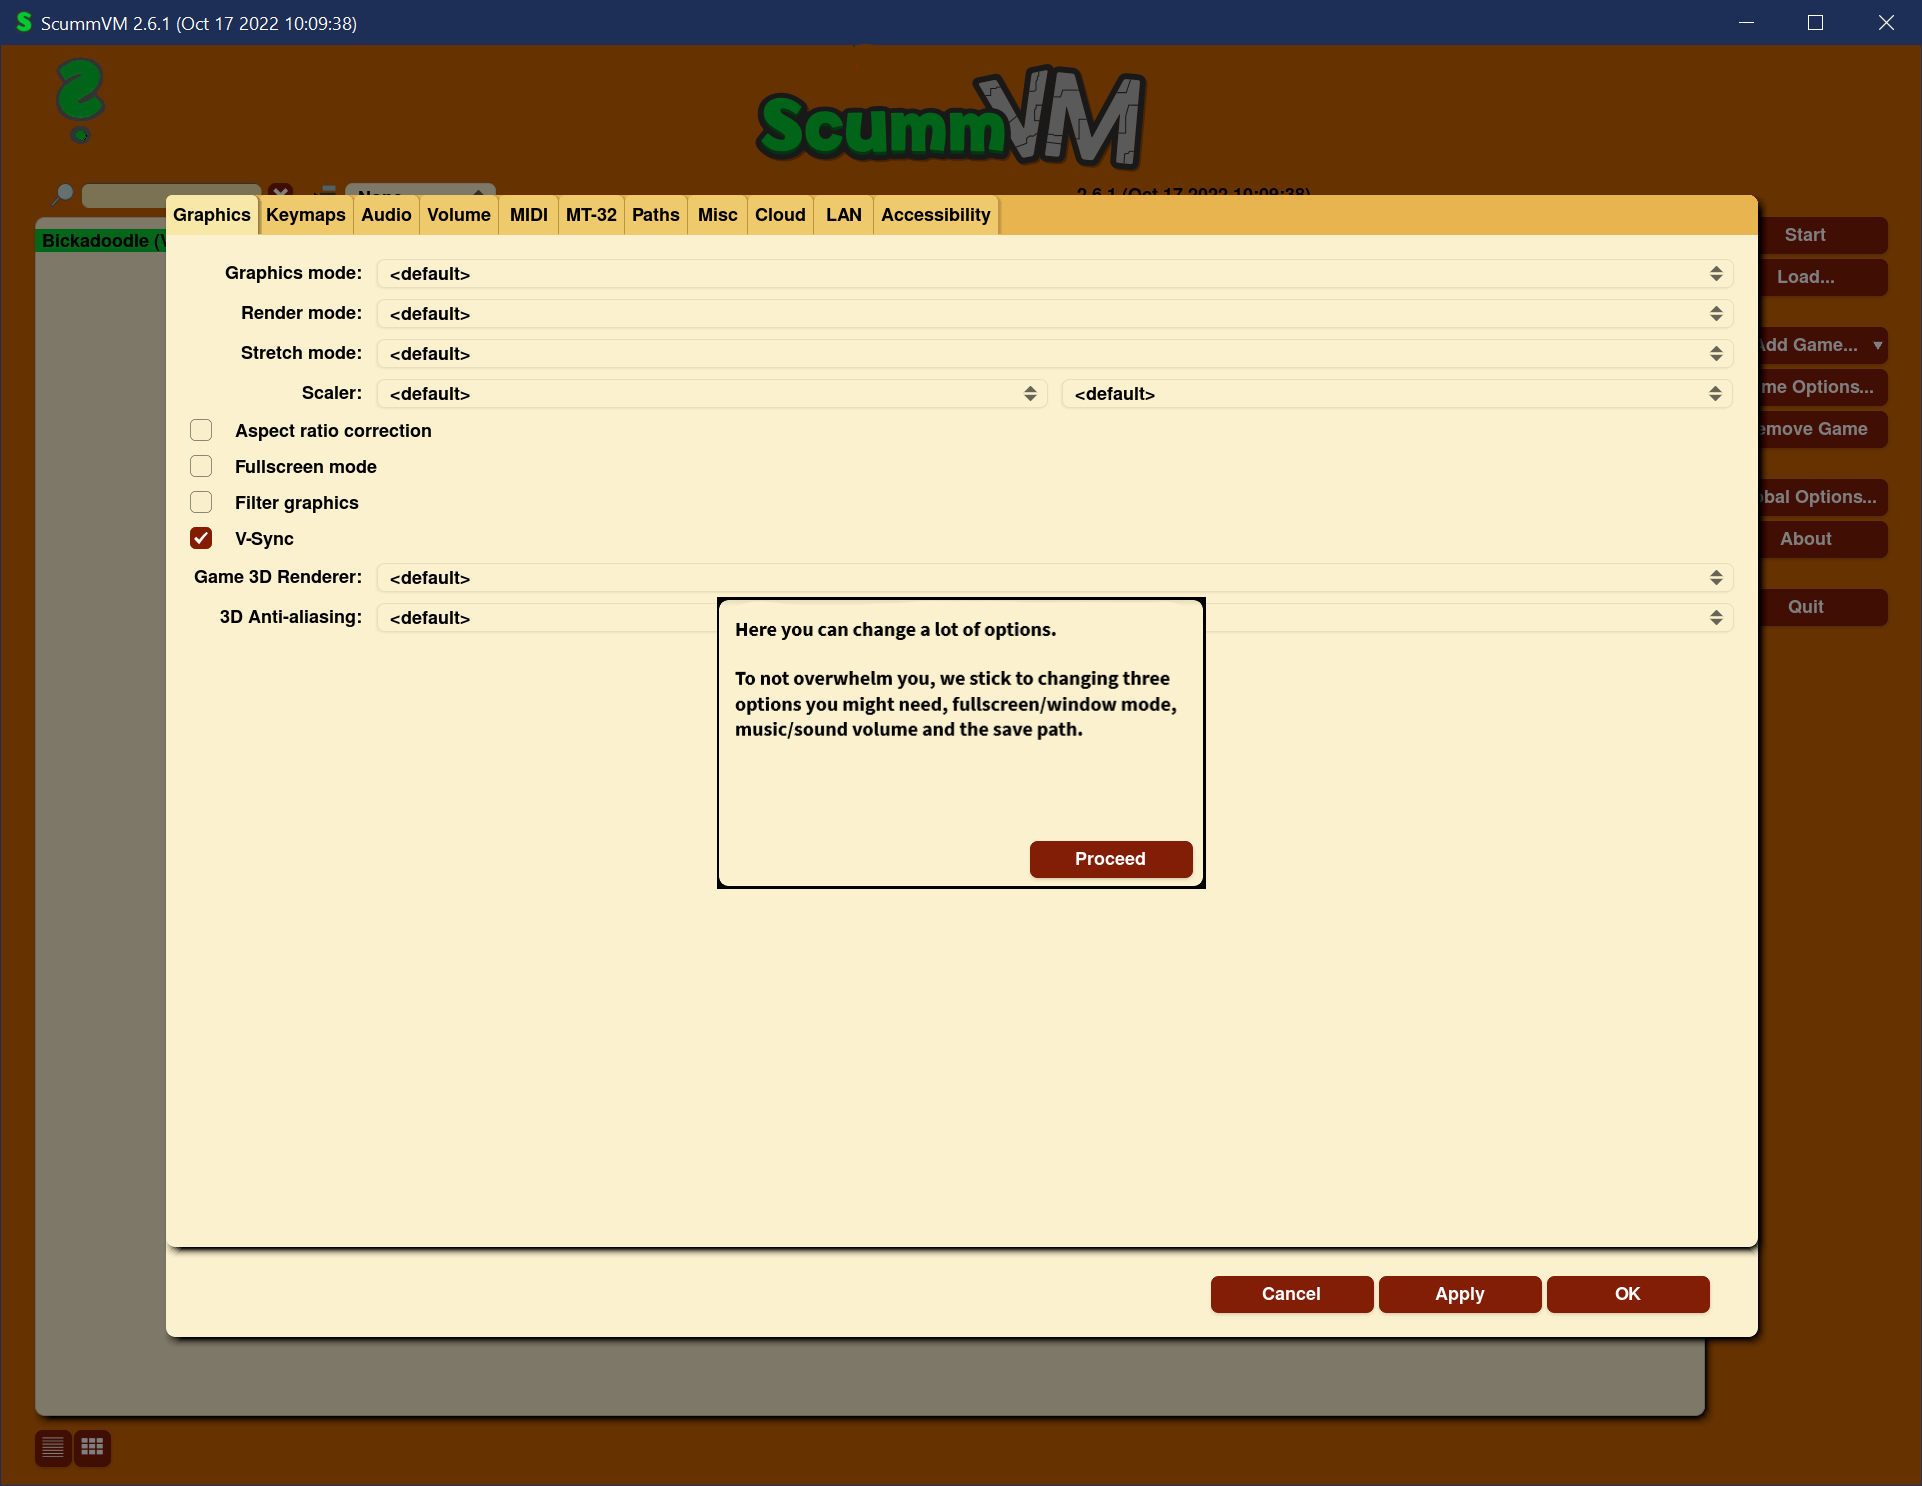 ScummVM 2.6.1 (Oct 17 2022 10:09:38)
ScummVM
None
2.6.1 (Oct 17 2022 10:09:38)
Graphics Keymaps Audio Volume MIDI MT-32 Paths Misc Cloud LAN Accessibility
Bickadoodle (
Start
Load...
Graphics mode: <default>
Render mode: <default>
Stretch mode: <default>
Scaler: <default> <default>
Aspect ratio correction
Fullscreen mode
Filter graphics
V-Sync
Game 3D Renderer: <default>
3D Anti-aliasing: <default>
dd Game...
me Options...
emove Game
bal Options...
About
Quit
Here you can change a lot of options.
To not overwhelm you, we stick to changing three
options you might need, fullscreen/window mode,
music/sound volume and the save path.
Proceed
Cancel Apply OK